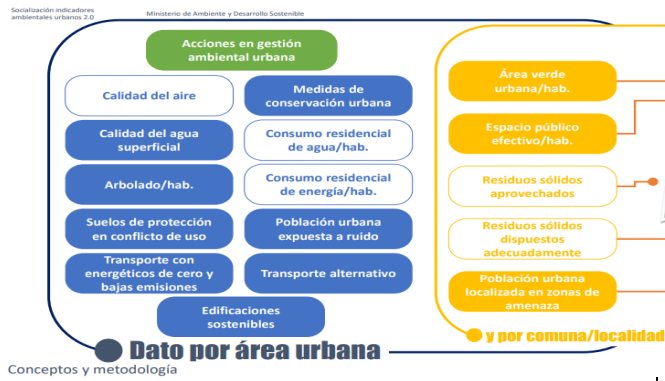 Socialización indicadores
ambientales urbanos 2.0
Ministerio de Ambiente y Desarrollo Sostenible
Acciones en gestión
ambiental urbana
Calidad del aire
Medidas de
conservación urbana
Calidad del agua
superficial
Consumo residencial
de agua/hab.
Arbolado/hab.
Consumo residencial
de energía/hab.
Suelos de protección
en conflicto de uso
Población urbana
expuesta a ruido
Transporte con
energéticos de cero y
bajas emisiones
Transporte alternativo
Edificaciones
sostenibles
Dato por área urbana
Área verde
urbana/hab.
Espacio público
efectivo/hab.
Residuos sólidos
aprovechados
Residuos sólidos
dispuestos
adecuadamente
Población urbana
localizada en zonas de
amenaza
y por comuna/localidad
Conceptos y metodología